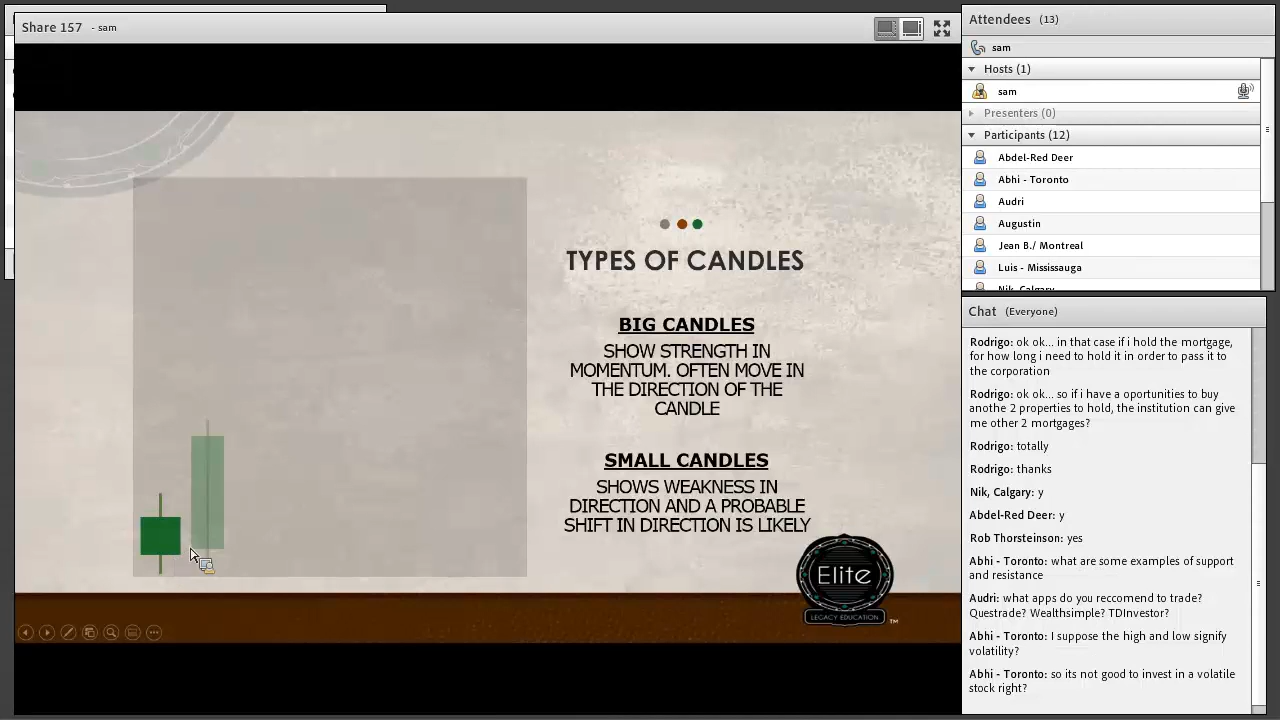 Share 157 - sam
TYPES OF CANDLES
BIG CANDLES
SHOW STRENGTH IN
MOMENTUM. OFTEN MOVE IN
THE DIRECTION OF THE
CANDLE
SMALL CANDLES
SHOWS WEAKNESS IN
DIRECTION AND A PROBABLE
SHIFT IN DIRECTION IS LIKELY
Elite
LEGACY EDUCATION
TM
Attendees (13)
sam
Hosts (1)
sam
Presenters (0)
Participants (12)
Abdel-Red Deer
Abhi - Toronto
Audri
Augustin
Jean B./ Montreal
Luis - Mississauga
Nik, Calgary
Chat (Everyone)
Rodrigo: ok ok... in that case if i hold the mortgage,
for how long i need to hold it in order to pass it to
the corporation
Rodrigo: ok ok... so if i have a oportunities to buy
anothe 2 properties to hold, the institution can give
me other 2 mortgages?
Rodrigo: totally
Rodrigo: thanks
Nik, Calgary: y
Abdel-Red Deer: y
Rob Thorsteinson: yes
Abhi - Toronto: what are some examples of support
and resistance
Audri: what apps do you reccomend to trade?
Questrade? Wealthsimple? TDInvestor?
Abhi - Toronto: I suppose the high and low signify
volatility?
Abhi - Toronto: so its not good to invest in a volatile
stock right?